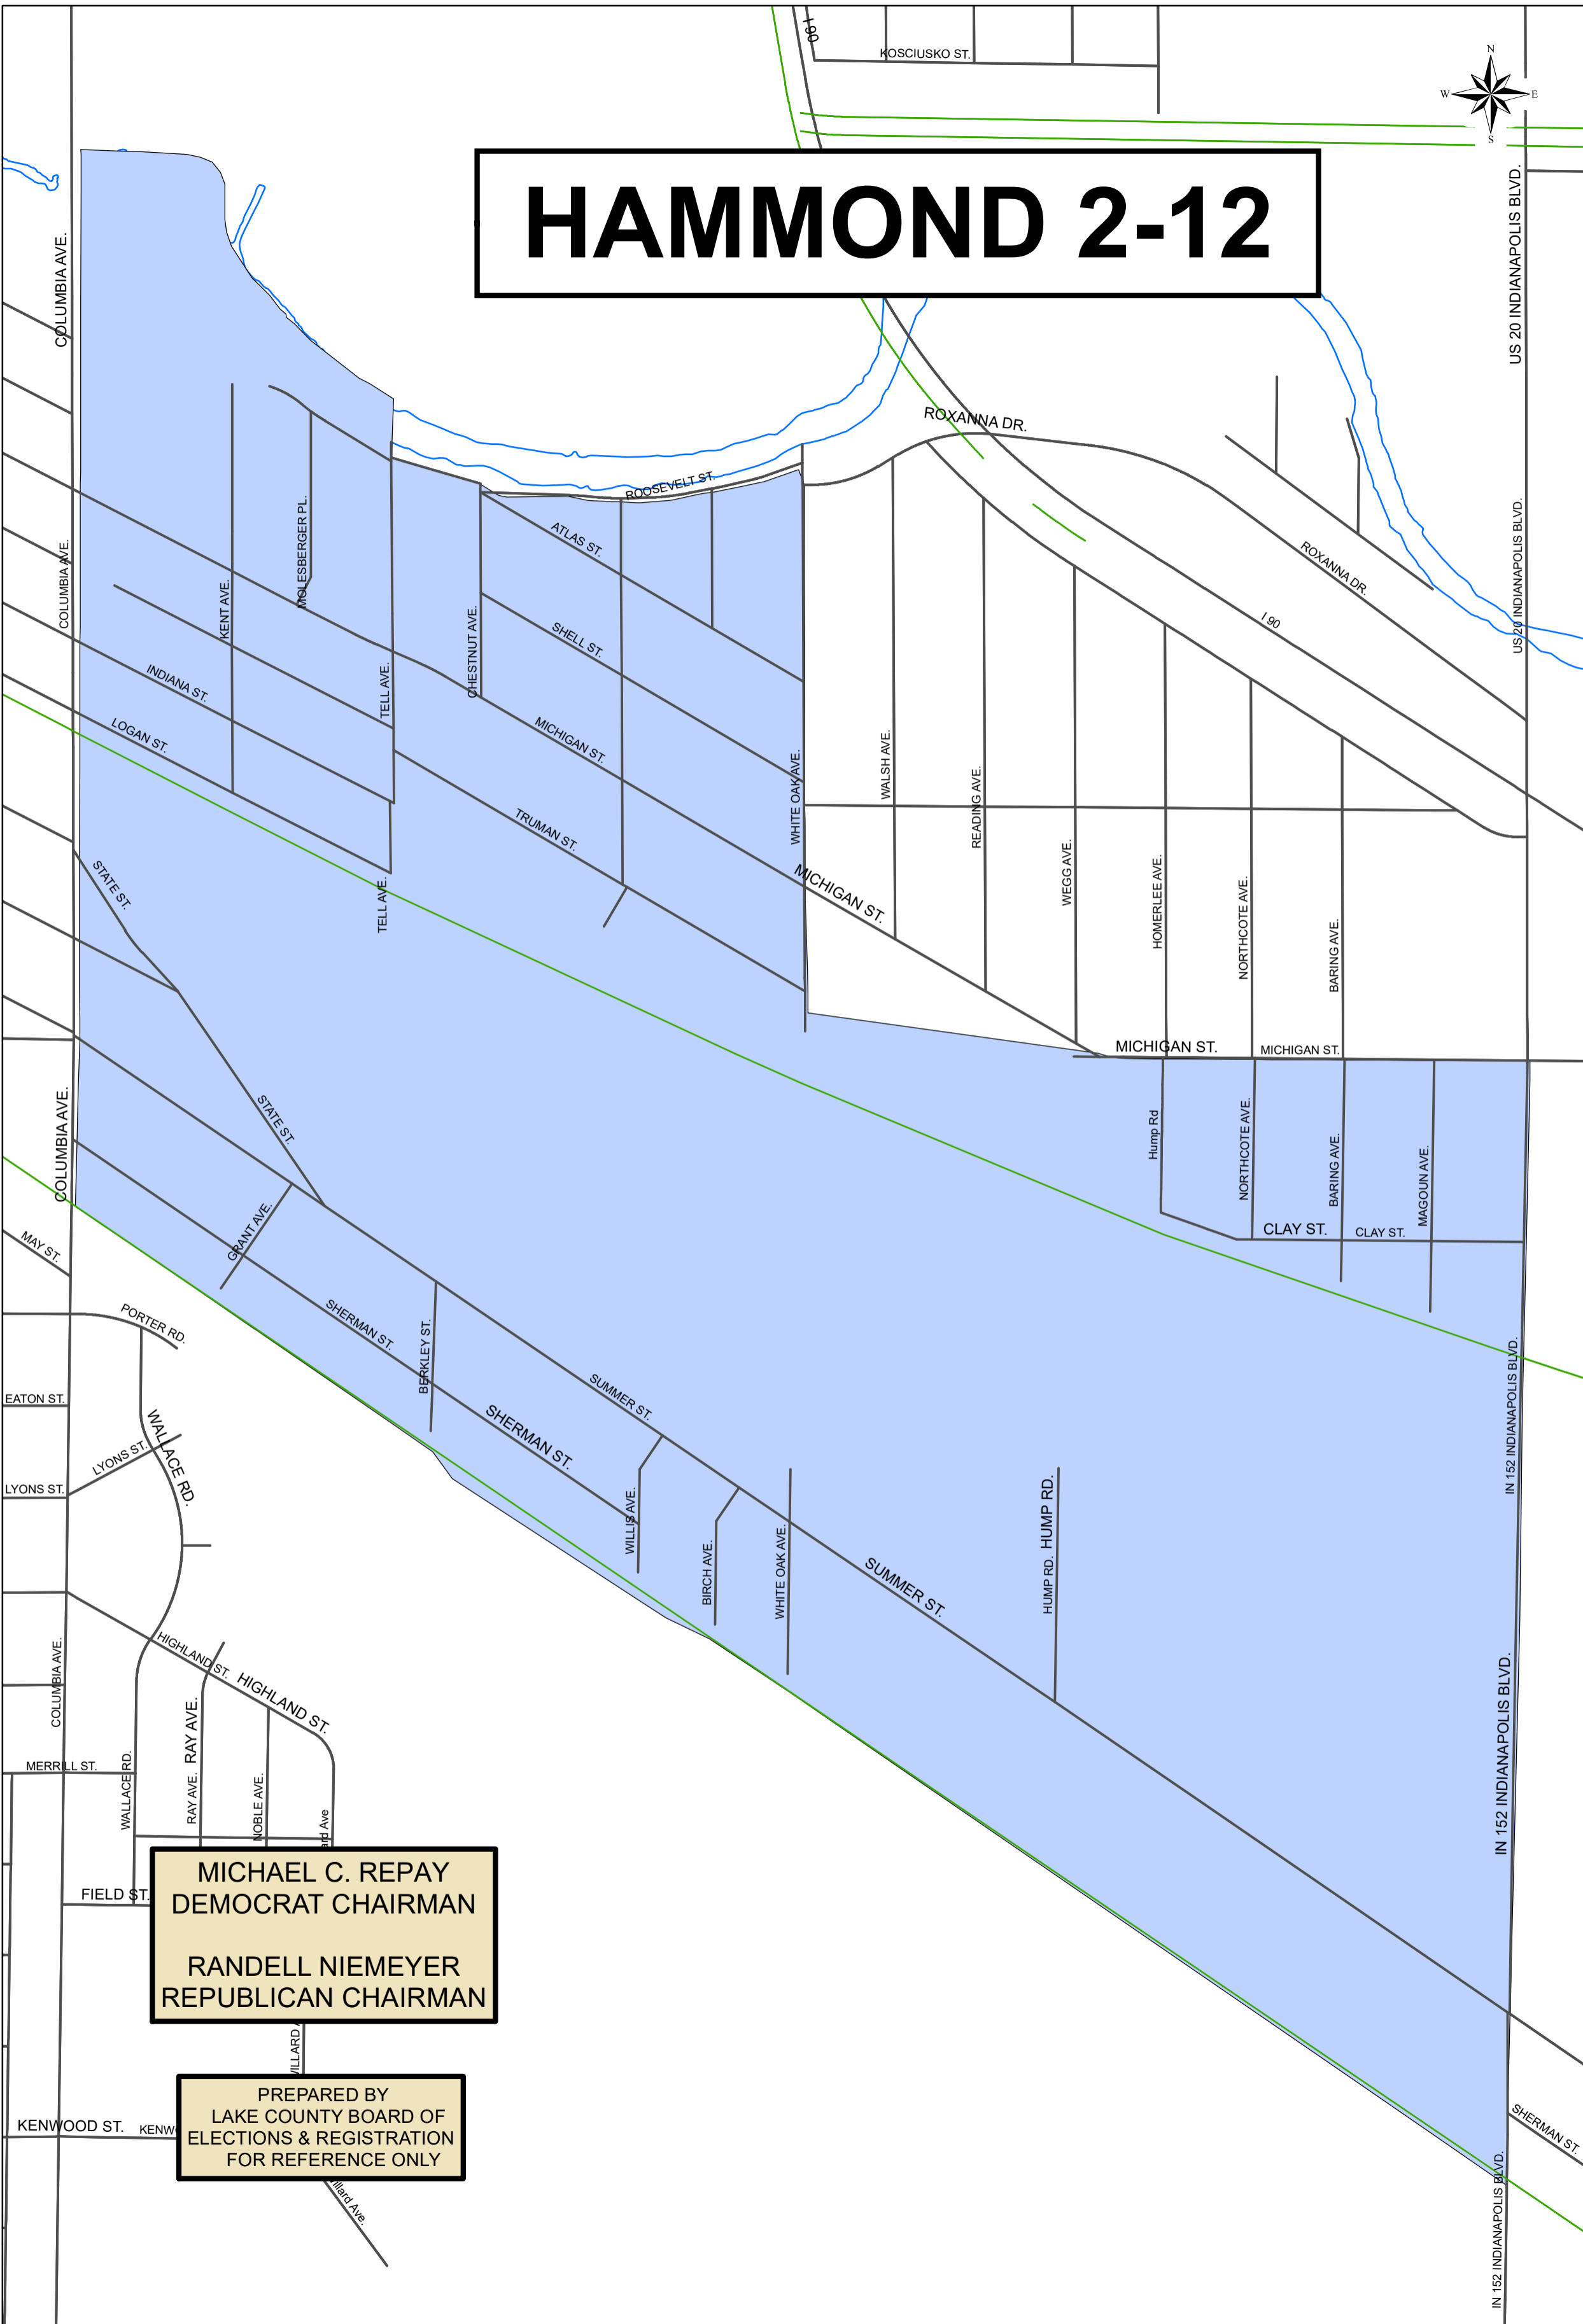 I 90
KOSCIUSKO ST.
N
W
E
S
HAMMOND 2-12
COLUMBIA AVE.
US 20 INDIANAPOLIS BLVD.
ROXANNA DR.
ROOSEVELT ST.
ATLAS ST.
MOLESBERGER PL.
COLUMBIA AVE.
KENT AVE.
CHESTNUT AVE.
SHELL ST.
ROXANNA DR.
I 90
US 20 INDIANAPOLIS BLVD.
INDIANA ST.
TELL AVE.
LOGAN ST.
MICHIGAN ST.
WHITE OAK AVE.
WALSH AVE.
READING AVE.
TRUMAN ST.
WEGG AVE.
HOMERLEE AVE.
NORTHCOTE AVE.
BARING AVE.
STATE ST.
TELL AVE.
MICHIGAN ST.
MICHIGAN ST.
MICHIGAN ST.
COLUMBIA AVE.
STATE ST.
Hump Rd
NORTHCOTE AVE.
BARING AVE.
MAGOUN AVE.
CLAY ST.
CLAY ST.
MAY ST.
GRANT AVE.
PORTER RD.
SHERMAN ST.
BERKLEY ST.
EATON ST.
SUMMER ST.
IN 152 INDIANAPOLIS BLVD.
WALLACE RD.
SHERMAN ST.
LYONS ST.
LYONS ST.
WILLIS AVE.
BIRCH AVE.
WHITE OAK AVE.
SUMMER ST.
HUMP RD.
HUMP RD.
COLUMBIA AVE.
HIGHLAND ST.
HIGHLAND ST.
RAY AVE.
IN 152 INDIANAPOLIS BLVD.
MERRILL ST.
WALLACE RD.
RAY AVE.
NOBLE AVE.
ard Ave
FIELD ST.
MICHAEL C. REPAY
DEMOCRAT CHAIRMAN
RANDELL NIEMEYER
REPUBLICAN CHAIRMAN
VILLARD
PREPARED BY
LAKE COUNTY BOARD OF
ELECTIONS & REGISTRATION
FOR REFERENCE ONLY
KENWOOD ST.
KENW
illard Ave.
SHERMAN ST.
IN 152 INDIANAPOLIS BLVD.